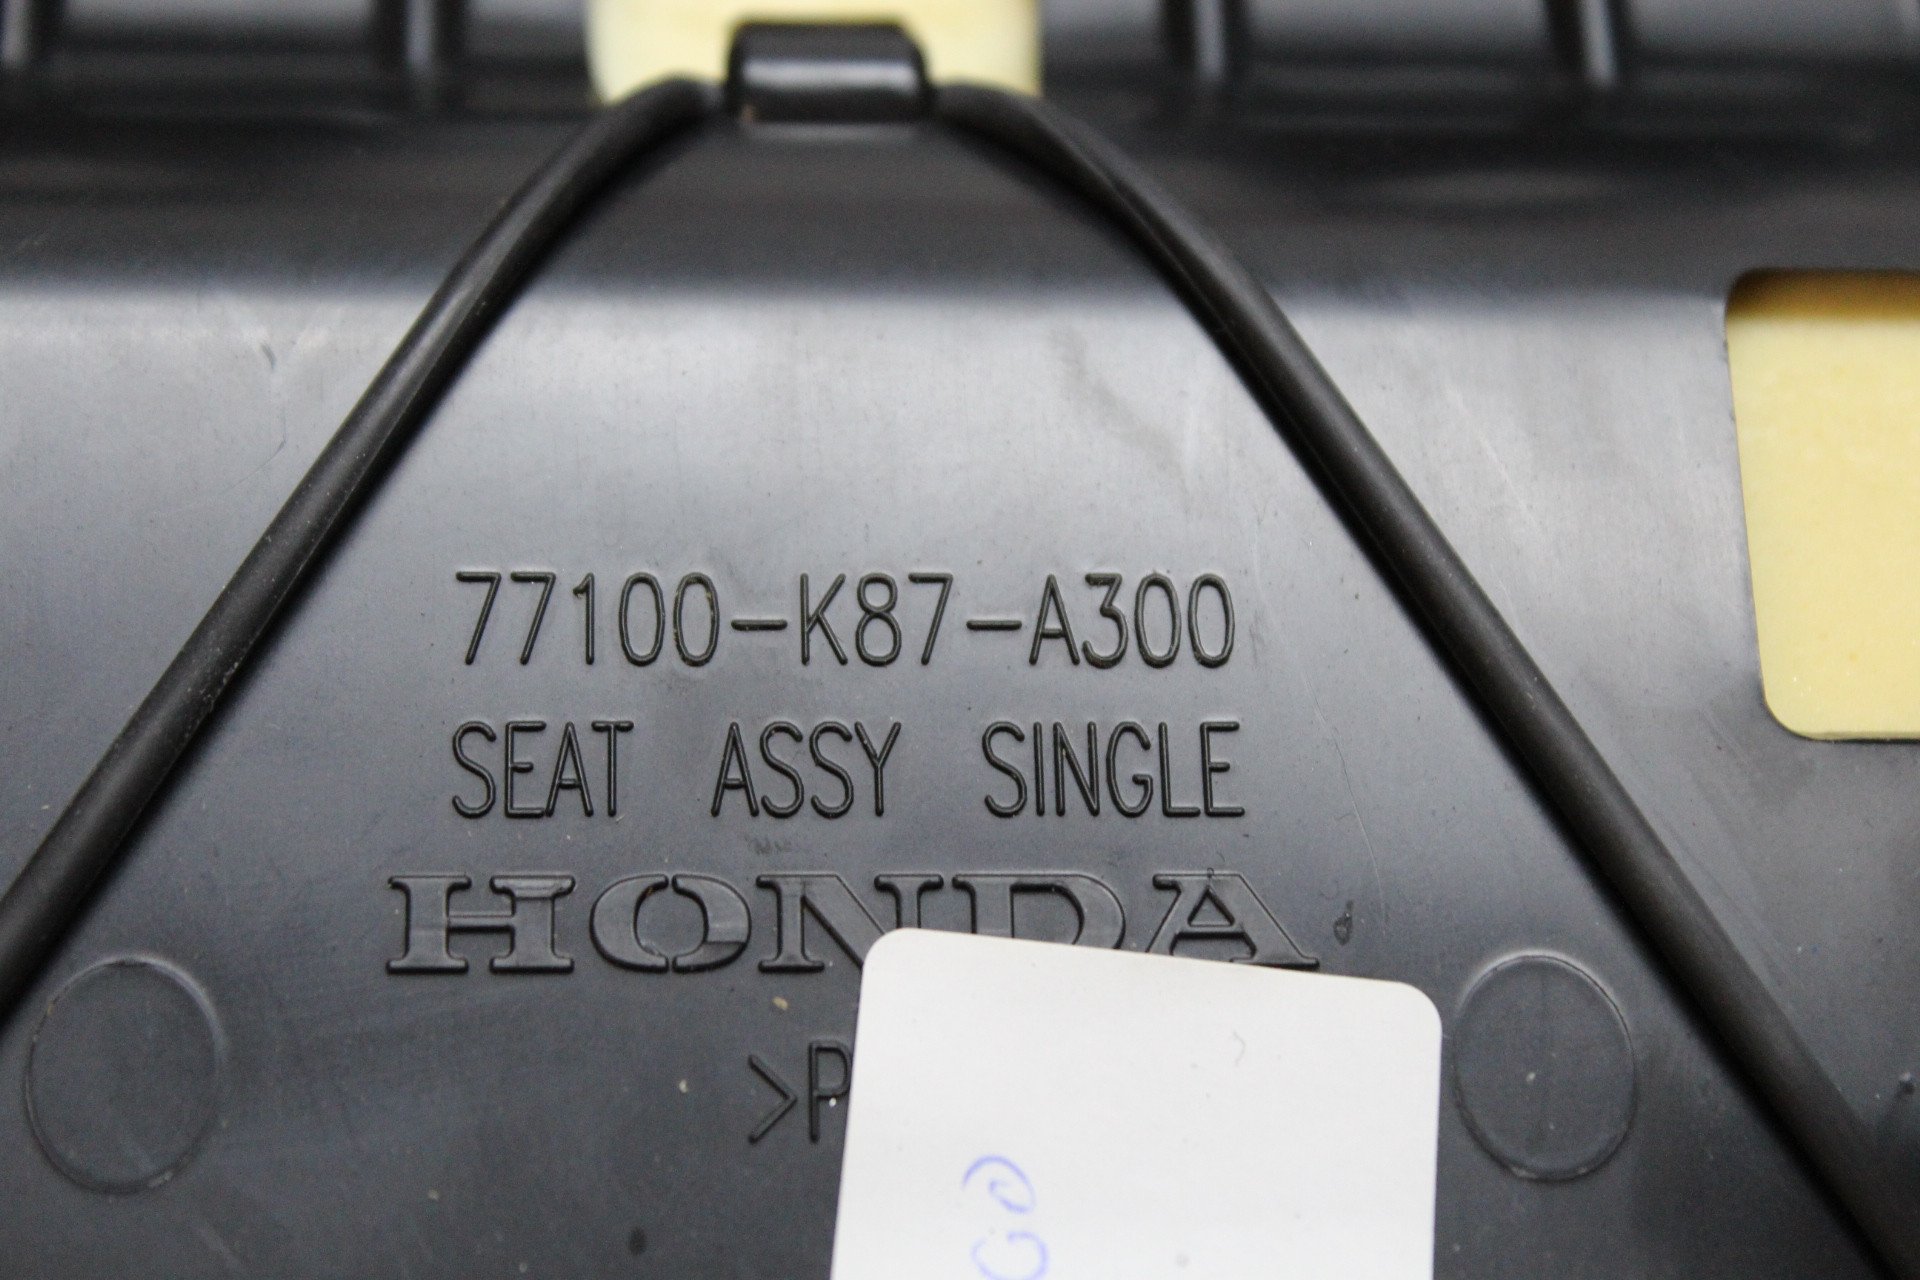 77100-K87-A300
SEAT ASSY SINGLE
HONDA
>P